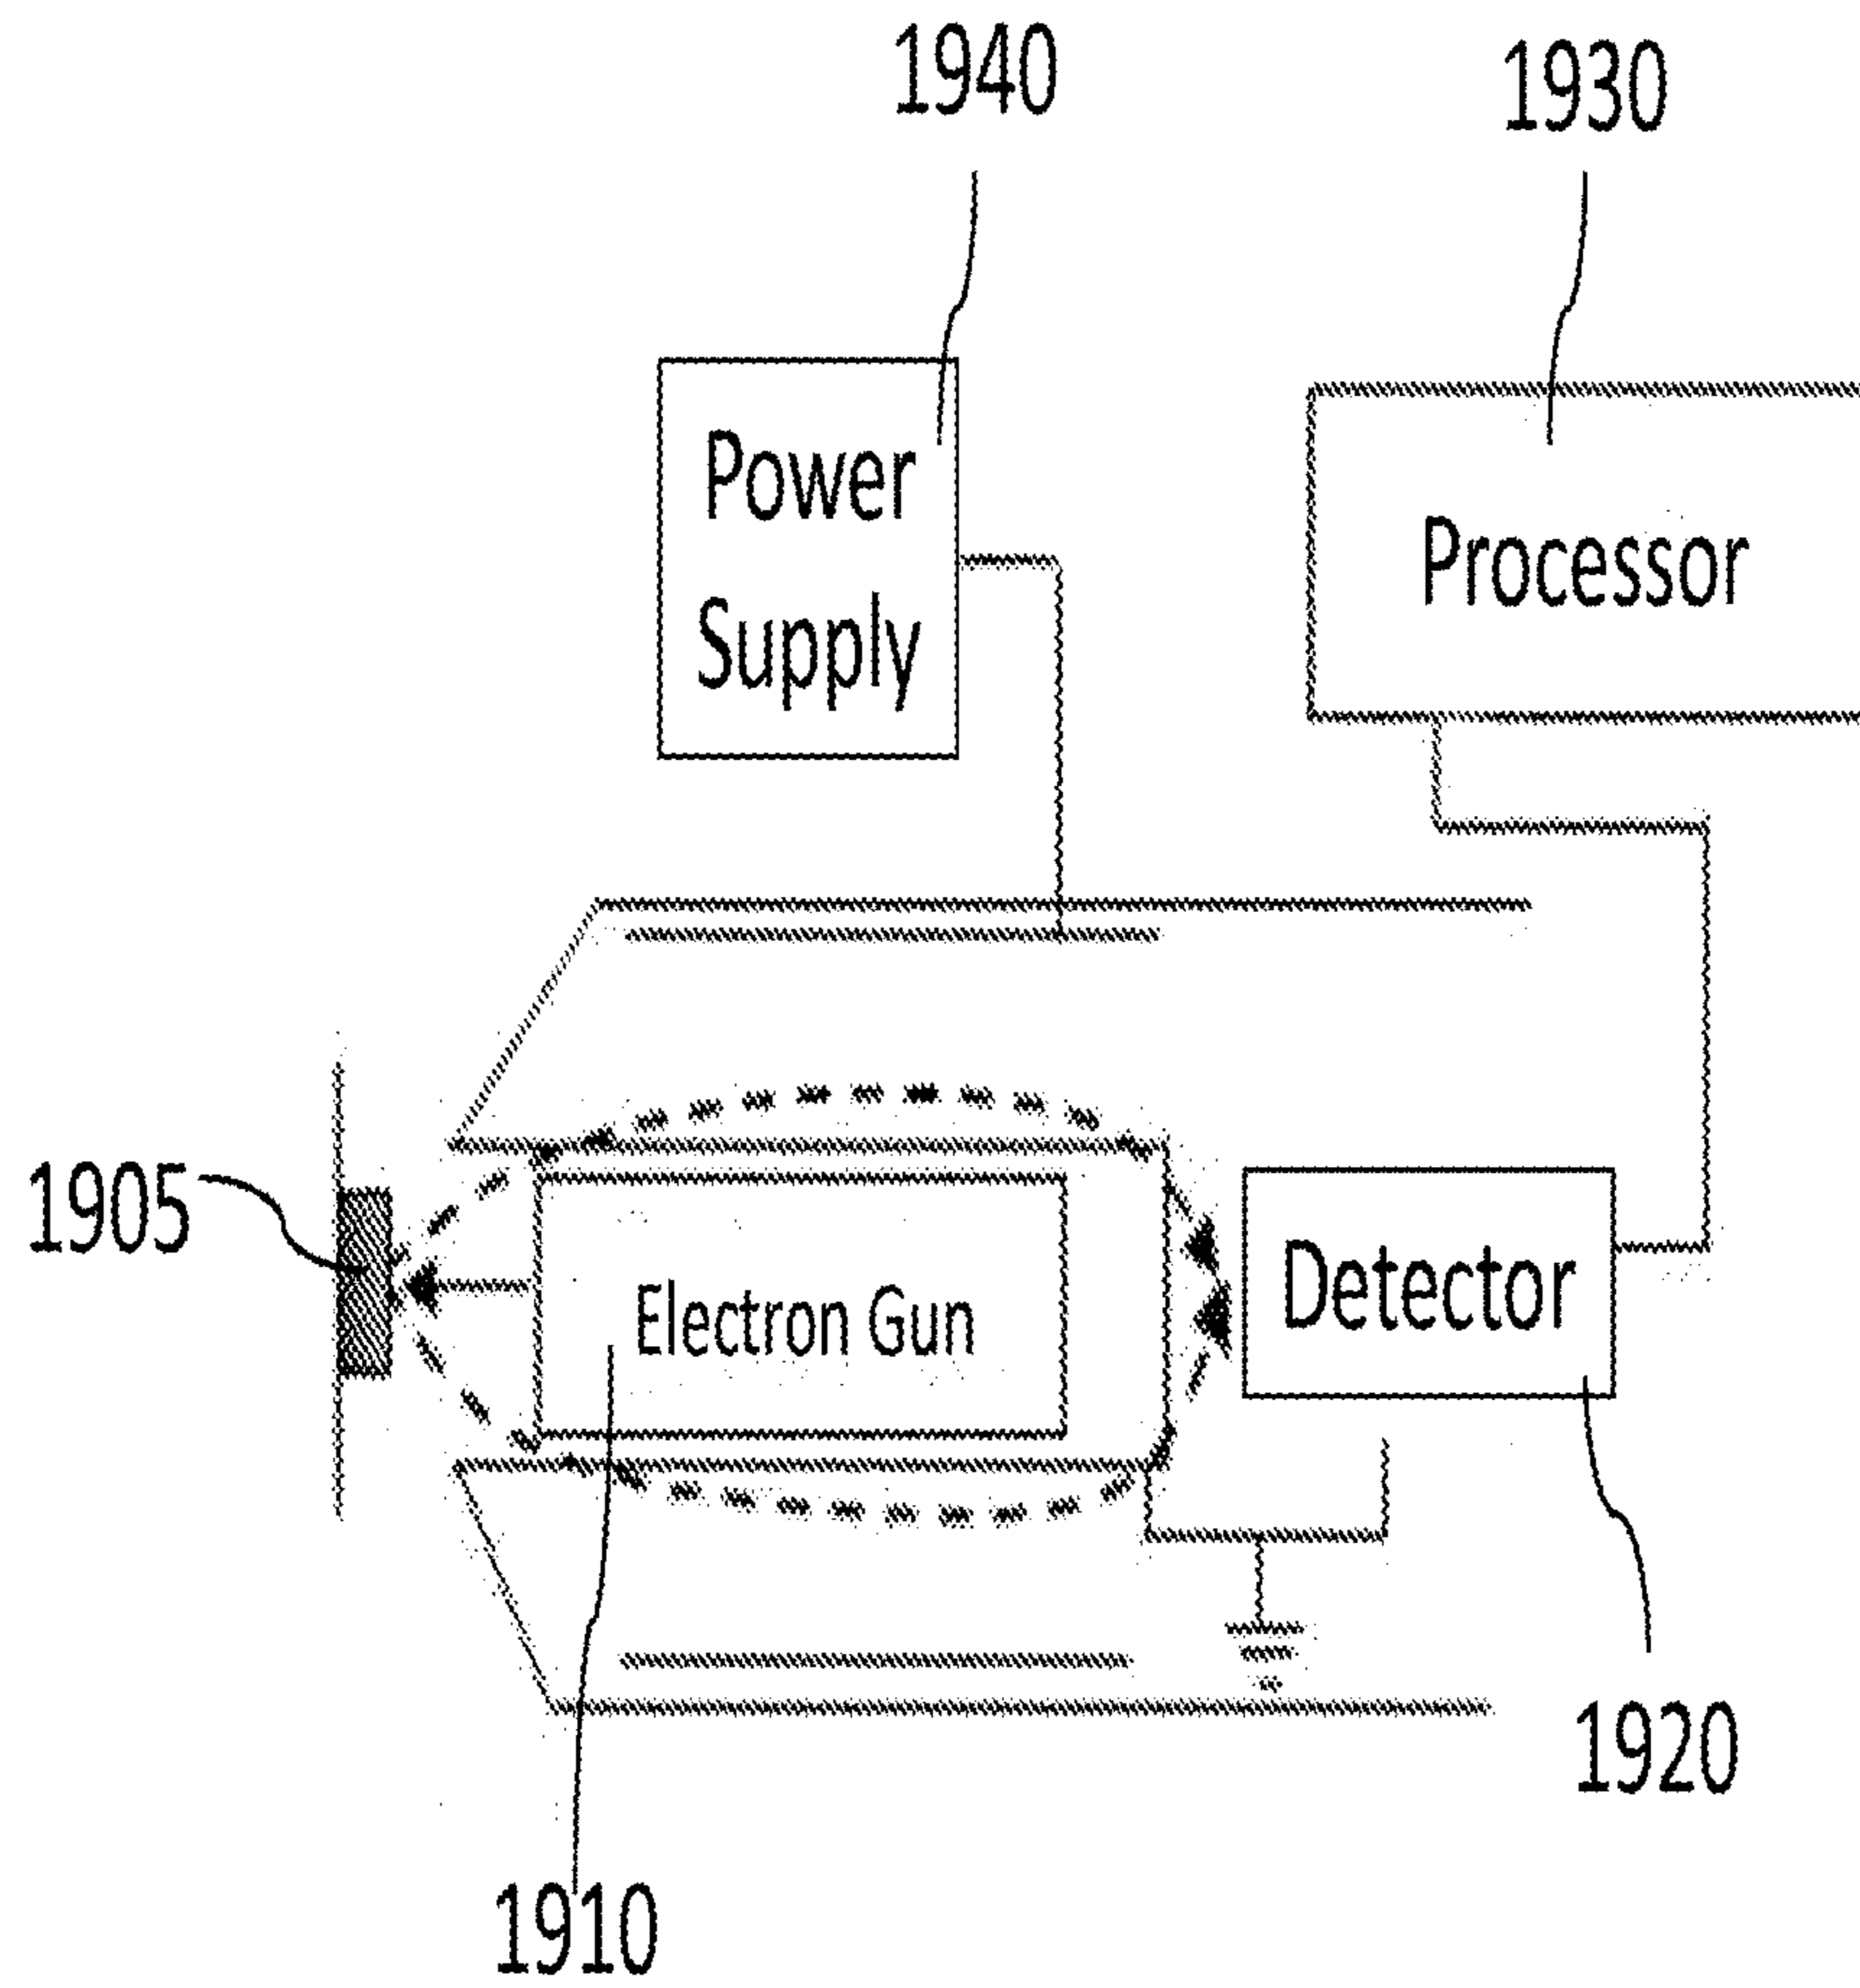 1940
1930
Power
Supply
Processor
1905
Electron Gun
Detector
1920
1910